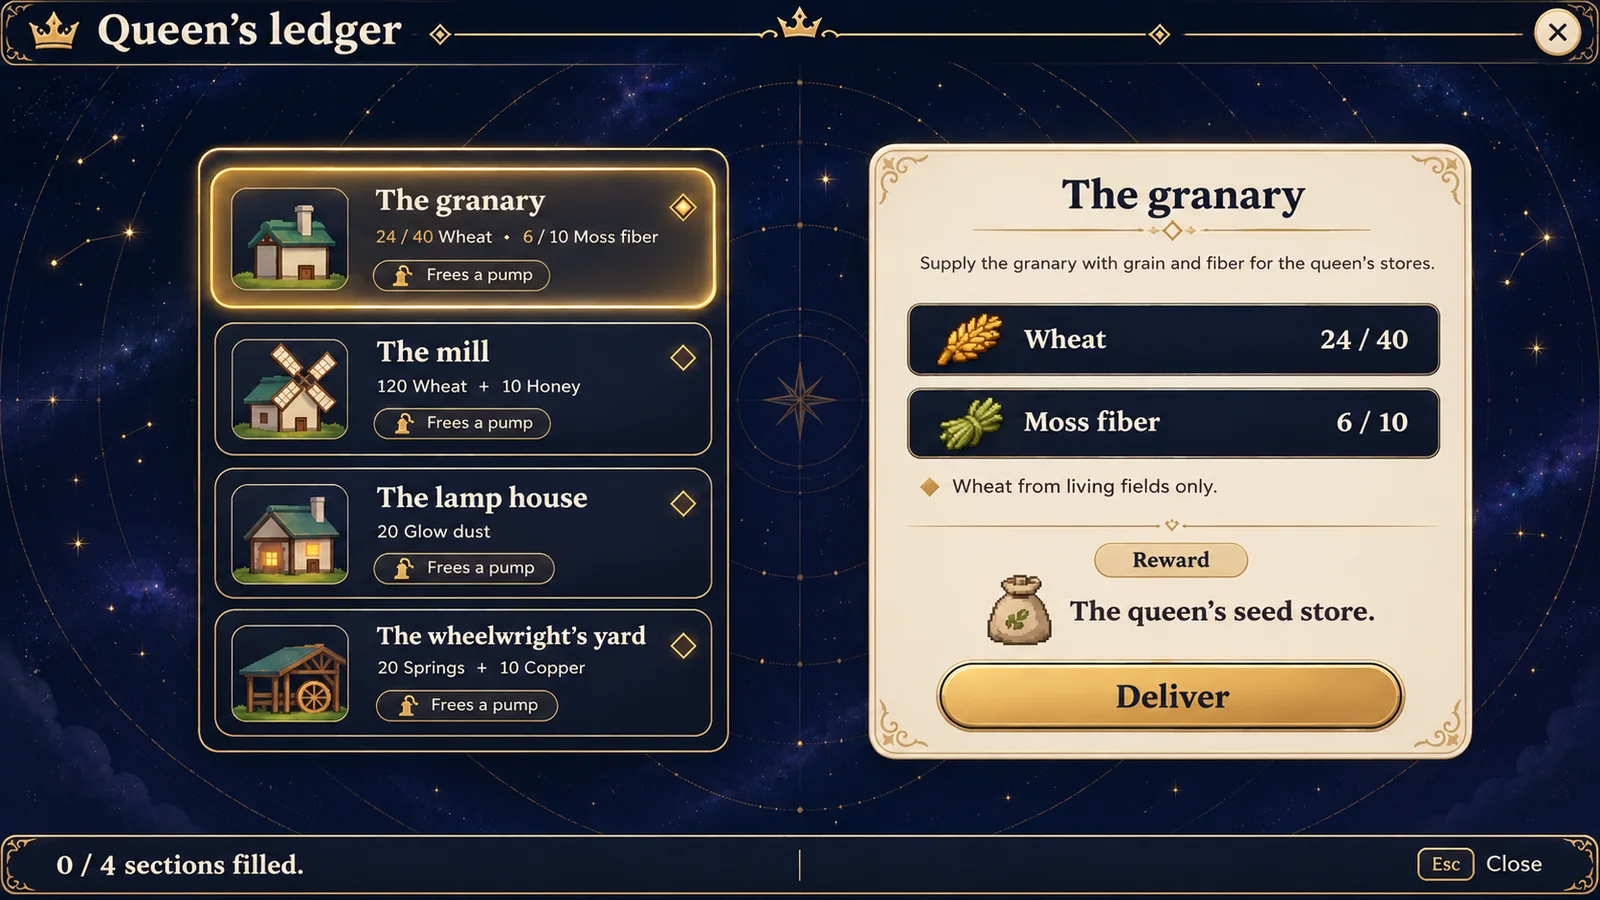 Queen's ledger
The granary
24 / 40 Wheat • 6 / 10 Moss fiber
Frees a pump
The mill
120 Wheat + 10 Honey
Frees a pump
The lamp house
20 Glow dust
Frees a pump
The wheelwright's yard
20 Springs + 10 Copper
Frees a pump
The granary
Supply the granary with grain and fiber for the queen's stores.
Wheat 24 / 40
Moss fiber 6 / 10
Wheat from living fields only.
Reward
The queen's seed store.
Deliver
0 / 4 sections filled.
Esc Close